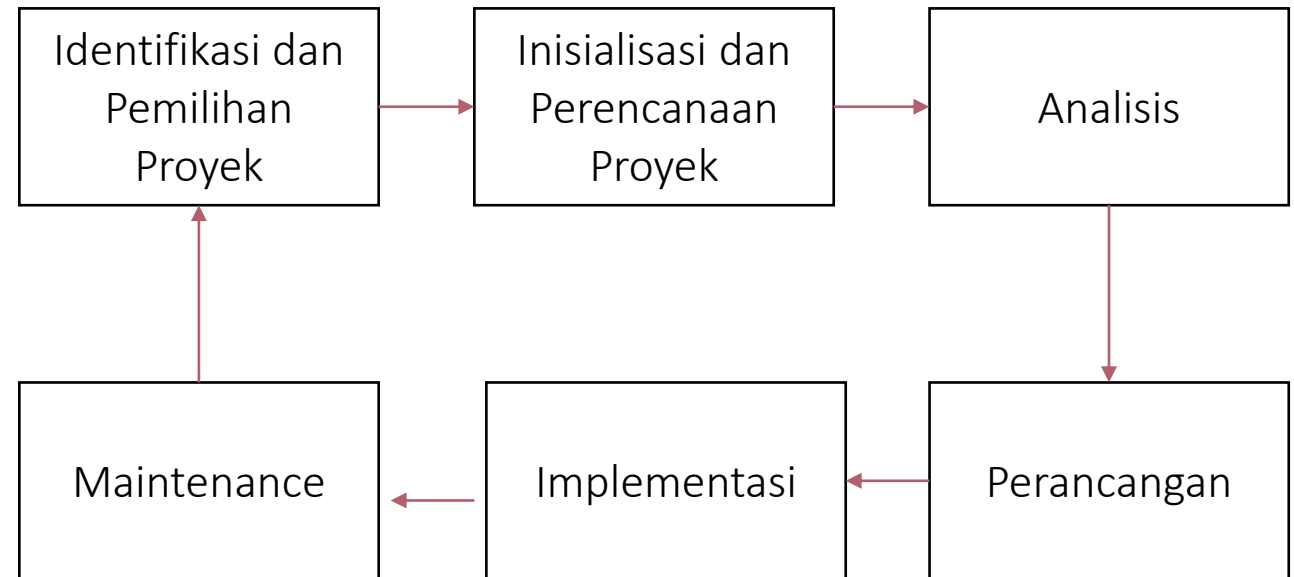 Identifikasi dan
Pemilihan
Proyek
Inisialisasi dan
Perencanaan
Proyek
Analisis
Maintenance
Implementasi
Perancangan